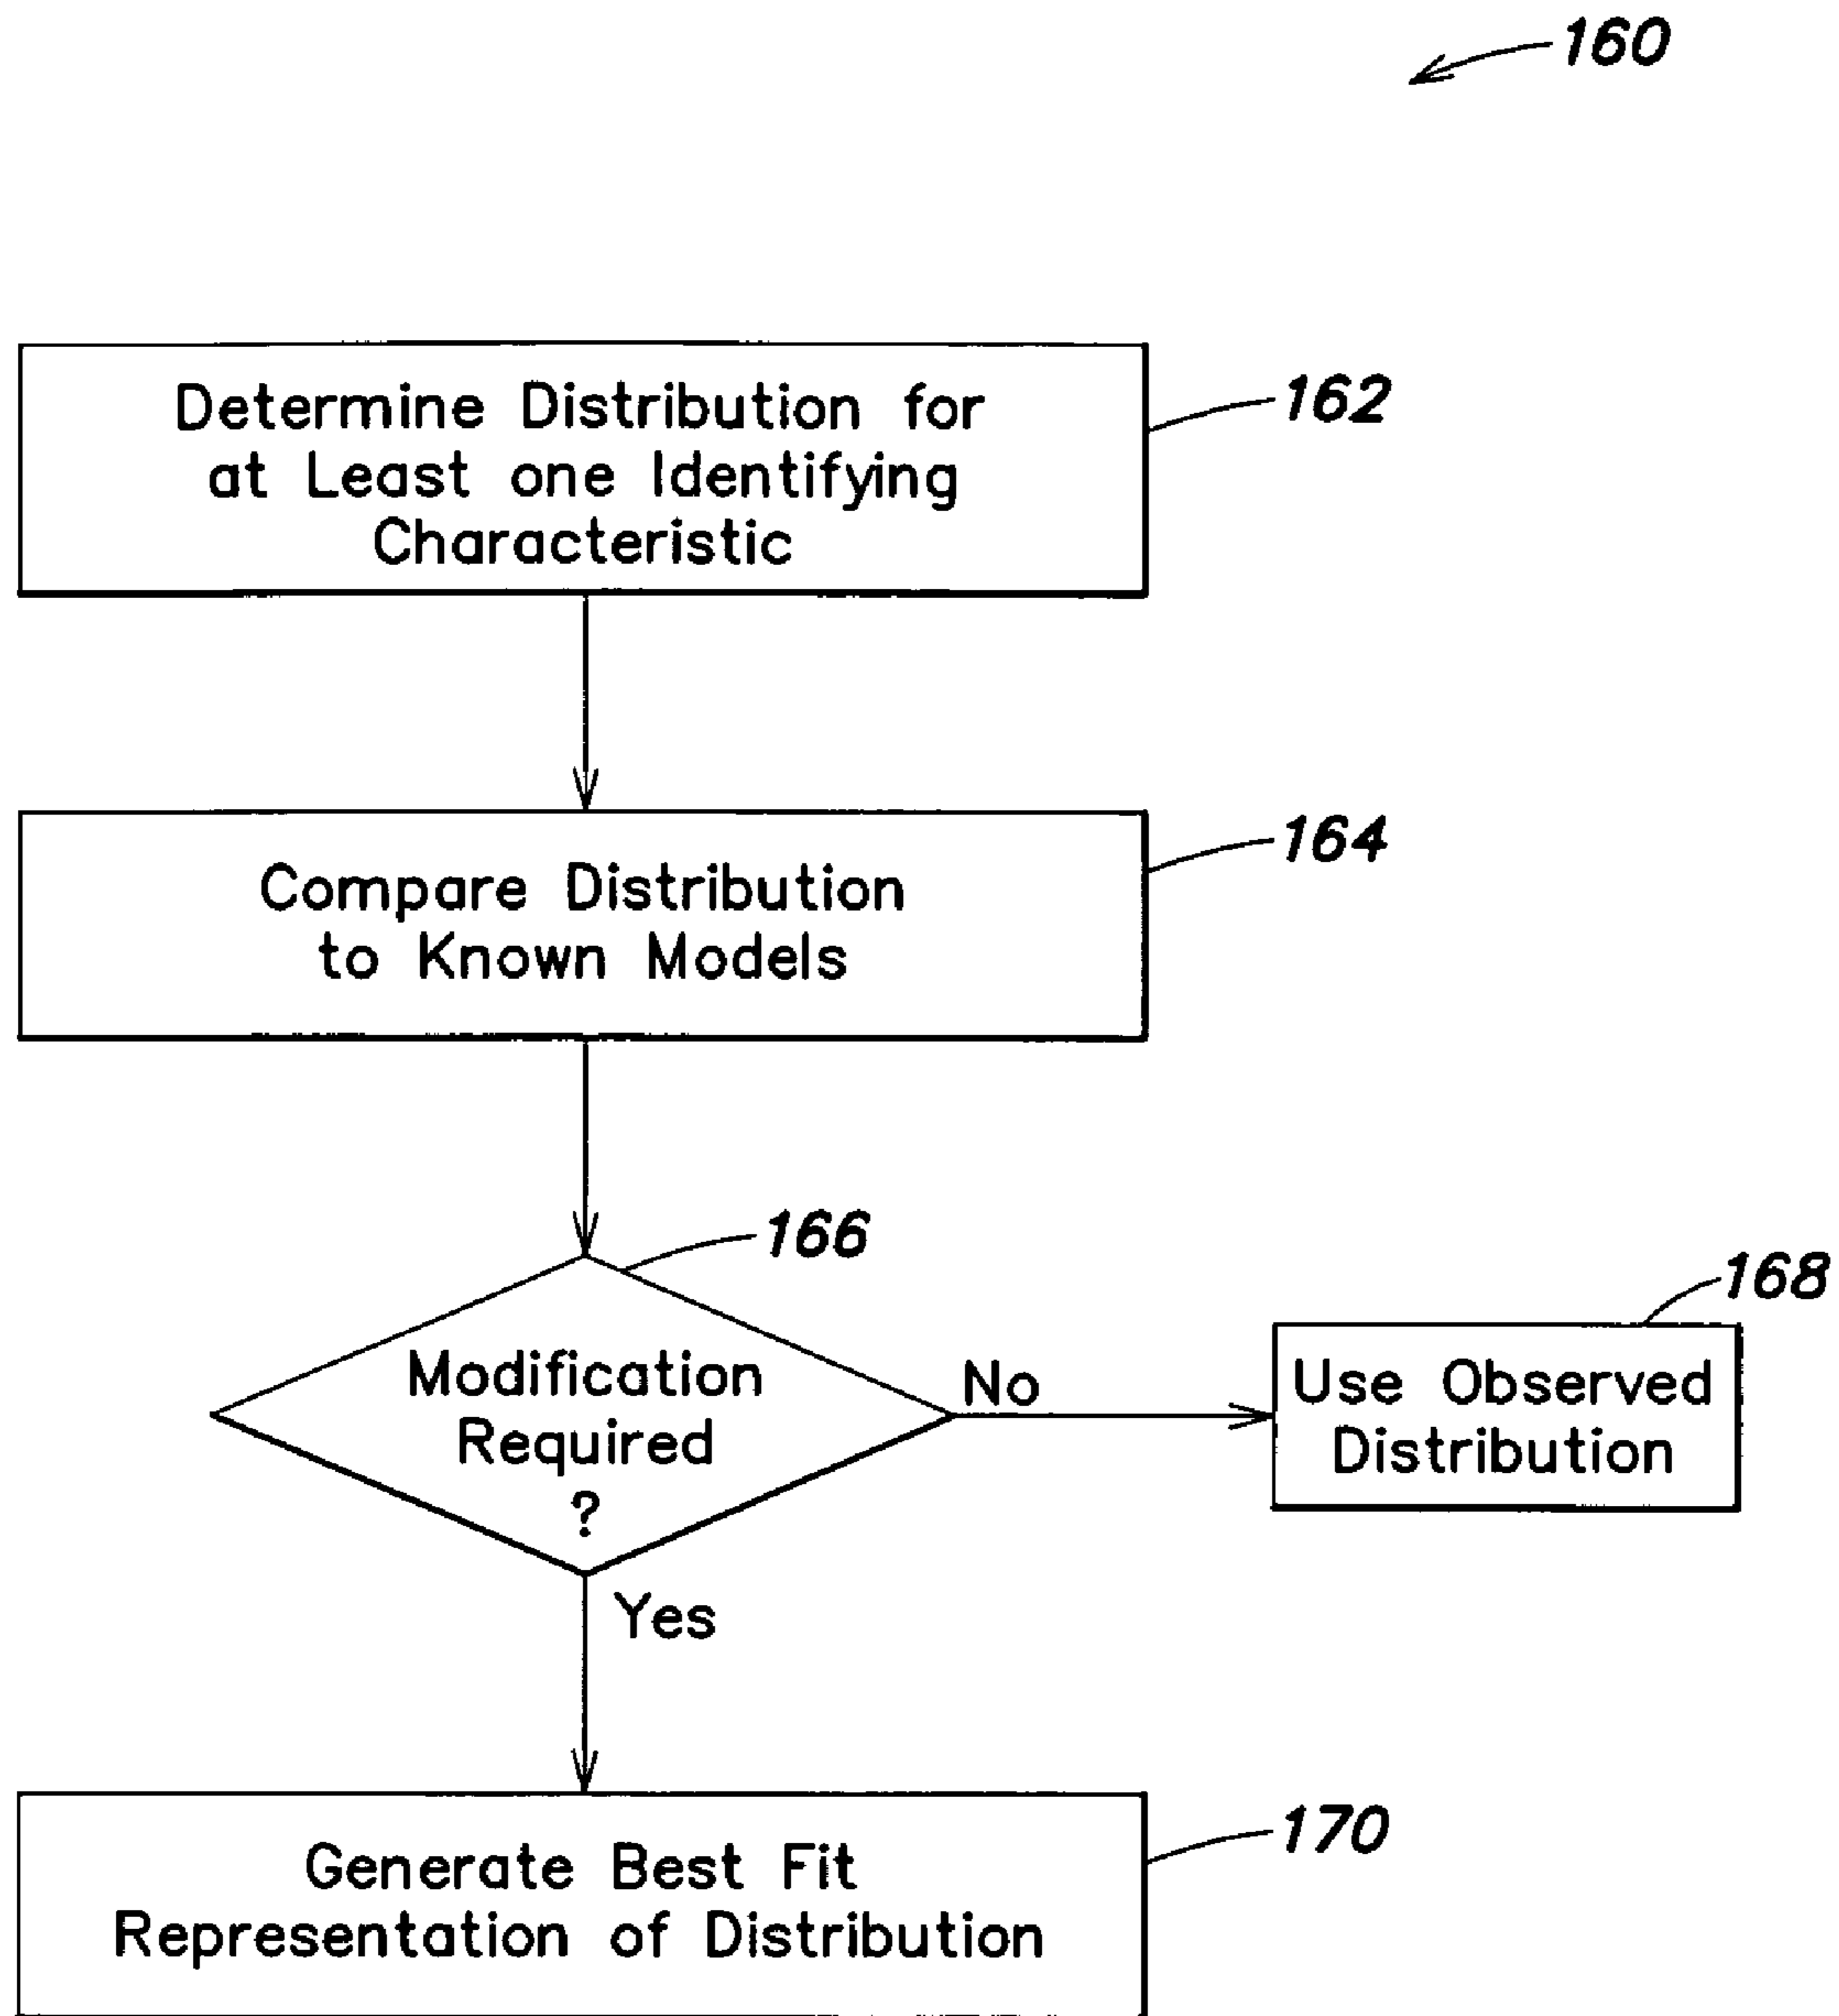 160
Determine Distribution for
at Least one Identifying
Characteristic
162
Compare Distribution
to Known Models
164
166
Modification
Required
?
No
168
Use Observed
Distribution
Yes
Generate Best Fit
Representation of Distribution
170